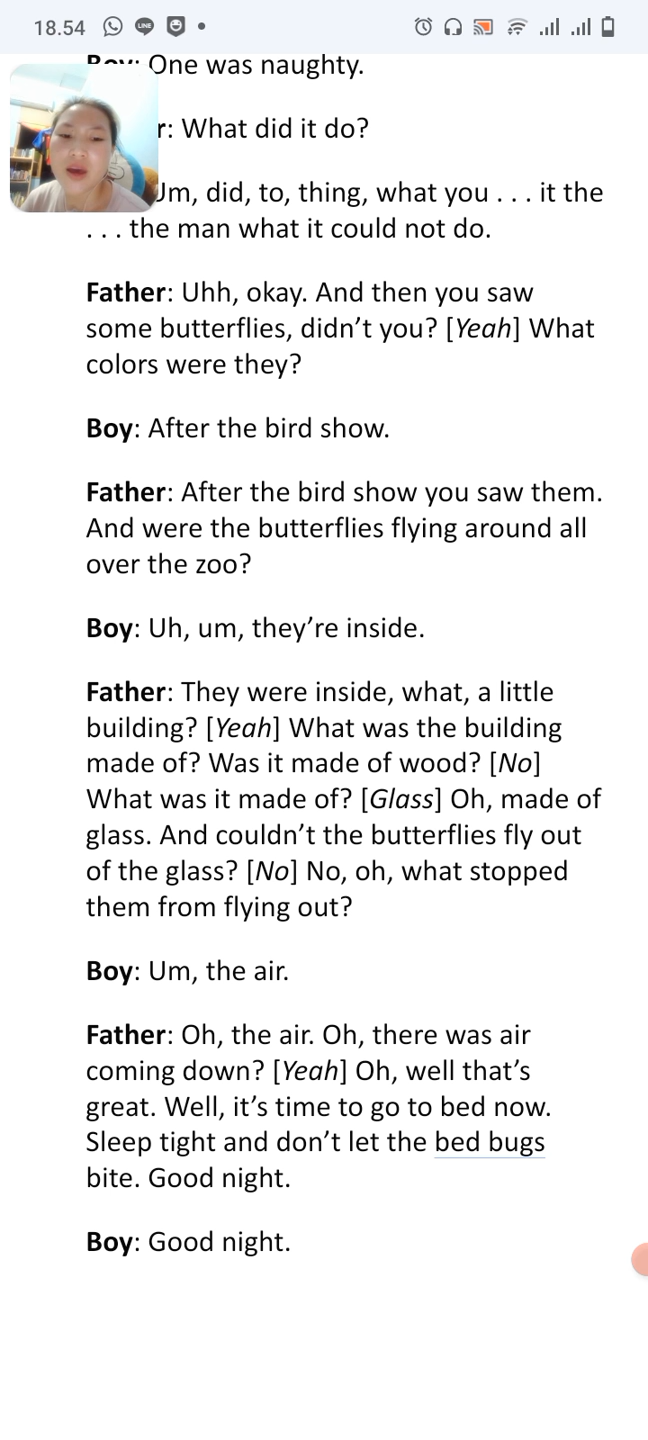 18.54
LINE
One was naughty.
What did it do?
did, to, thing, what you . . . it the
. . . the man what it could not do.
Father: Uhh, okay. And then you saw
some butterflies, didn’t you? [Yeah] What
colors were they?
Boy: After the bird show.
Father: After the bird show you saw them.
And were the butterflies flying around all
over the zoo?
Boy: Uh, um, they’re inside.
Father: They were inside, what, a little
building? [Yeah] What was the building
made of? Was it made of wood? [No]
What was it made of? [Glass] Oh, made of
glass. And couldn’t the butterflies fly out
of the glass? [No] No, oh, what stopped
them from flying out?
Boy: Um, the air.
Father: Oh, the air. Oh, there was air
coming down? [Yeah] Oh, well that’s
great. Well, it’s time to go to bed now.
Sleep tight and don’t let the bed bugs
bite. Good night.
Boy: Good night.